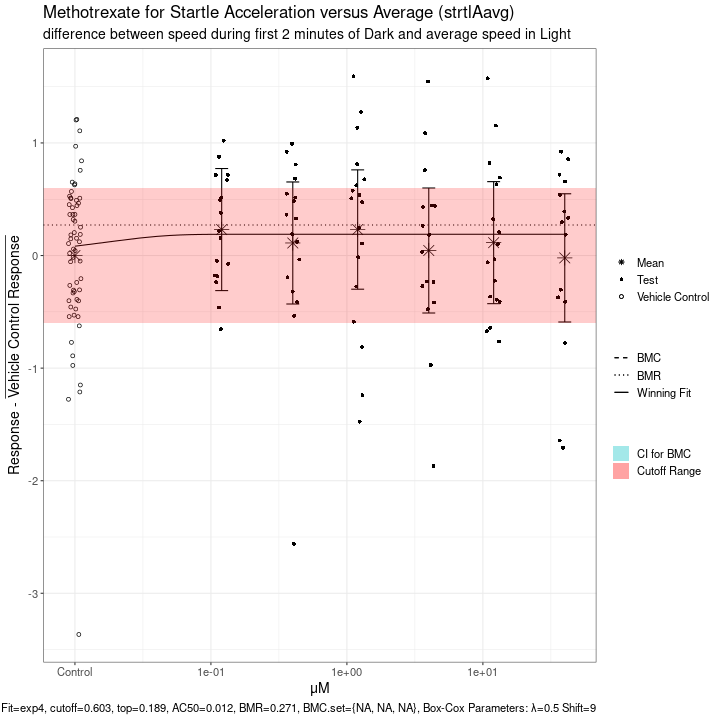 Methotrexate for Startle Acceleration versus Average (strtlAavg)
difference between speed during first 2 minutes of Dark and average speed in Light
Response - Vehicle Control Response
1
0
-1
-2
-3
Control
1e-01
1e+00
1e+01
μM
Mean
Test
Vehicle Control
BMC
BMR
Winning Fit
CI for BMC
Cutoff Range
Fit=exp4, cutoff=0.603, top=0.189, AC50=0.012, BMR=0.271, BMC.set={NA, NA, NA}, Box-Cox Parameters: λ=0.5 Shift=9